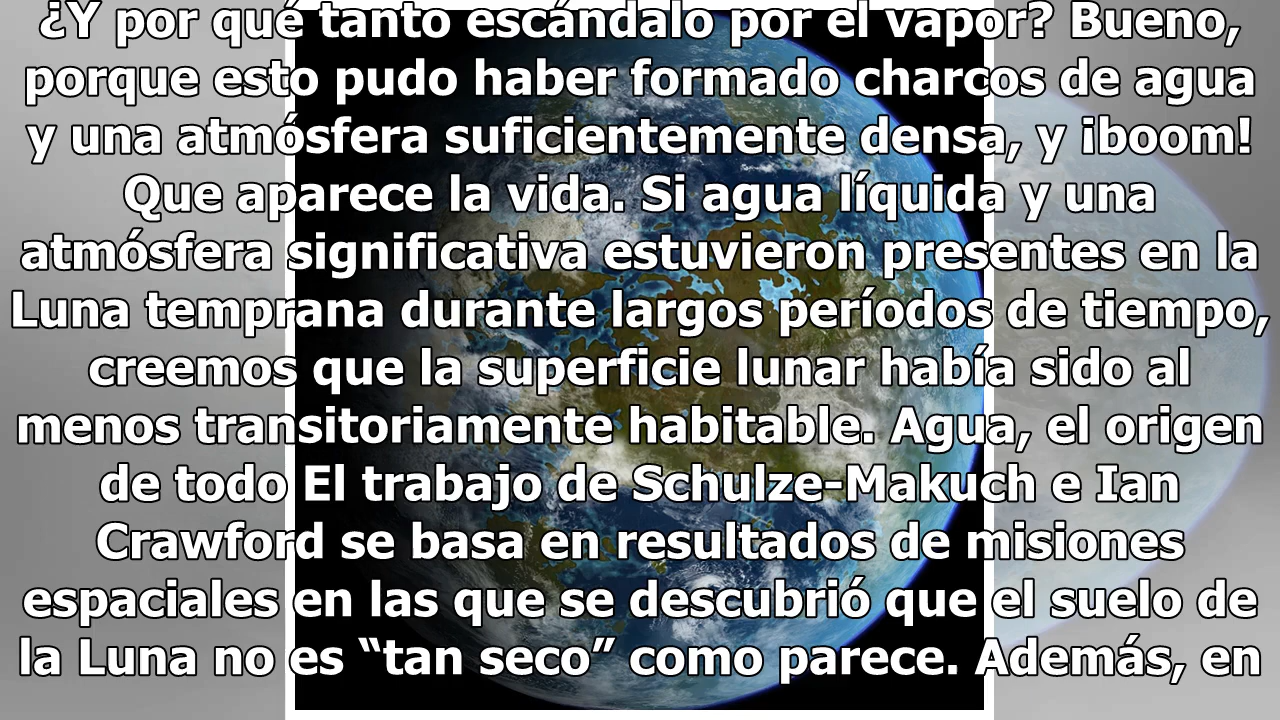 ¿Y por qué tanto escándalo por el vapor? Bueno,
porque esto pudo haber formado charcos de agua
y una atmósfera suficientemente densa, y ¡boom!
Que aparece la vida. Si agua líquida y una
atmósfera significativa estuvieron presentes en la
Luna temprana durante largos períodos de tiempo,
creemos que la superficie lunar había sido al
menos transitoriamente habitable. Agua, el origen
de todo El trabajo de Schulze-Makuch e Ian
Crawford se basa en resultados de misiones
espaciales en las que se descubrió que el suelo de
la Luna no es “tan seco” como parece. Además, en